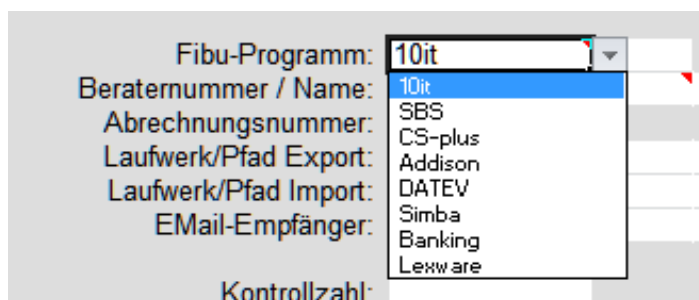 Fibu-Programm: 10it
10it
Beraternummer / Name:
SBS
Abrechnungsnummer:
CS-plus
Laufwerk/Pfad Export:
Addison
Laufwerk/Pfad Import:
DATEV
EMail-Empfänger:
Simba
Banking
Lexware
Kontrollzahl: